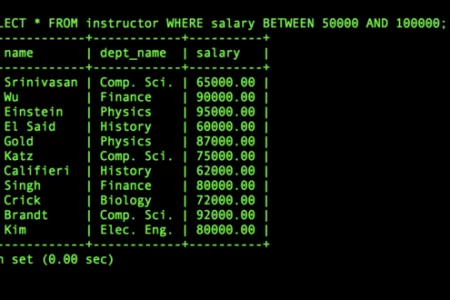 LECT * FROM instructor WHERE salary BETWEEN 50000 AND 100000;
------------+------------+----------+
name | dept_name | salary |
------------+------------+----------+
Srinivasan | Comp. Sci. | 65000.00 |
Wu | Finance | 90000.00 |
Einstein | Physics | 95000.00 |
El Said | History | 60000.00 |
Gold | Physics | 87000.00 |
Katz | Comp. Sci. | 75000.00 |
Califieri | History | 62000.00 |
Singh | Finance | 80000.00 |
Crick | Biology | 72000.00 |
Brandt | Comp. Sci. | 92000.00 |
Kim | Elec. Eng. | 80000.00 |
------------+------------+----------+
n set (0.00 sec)